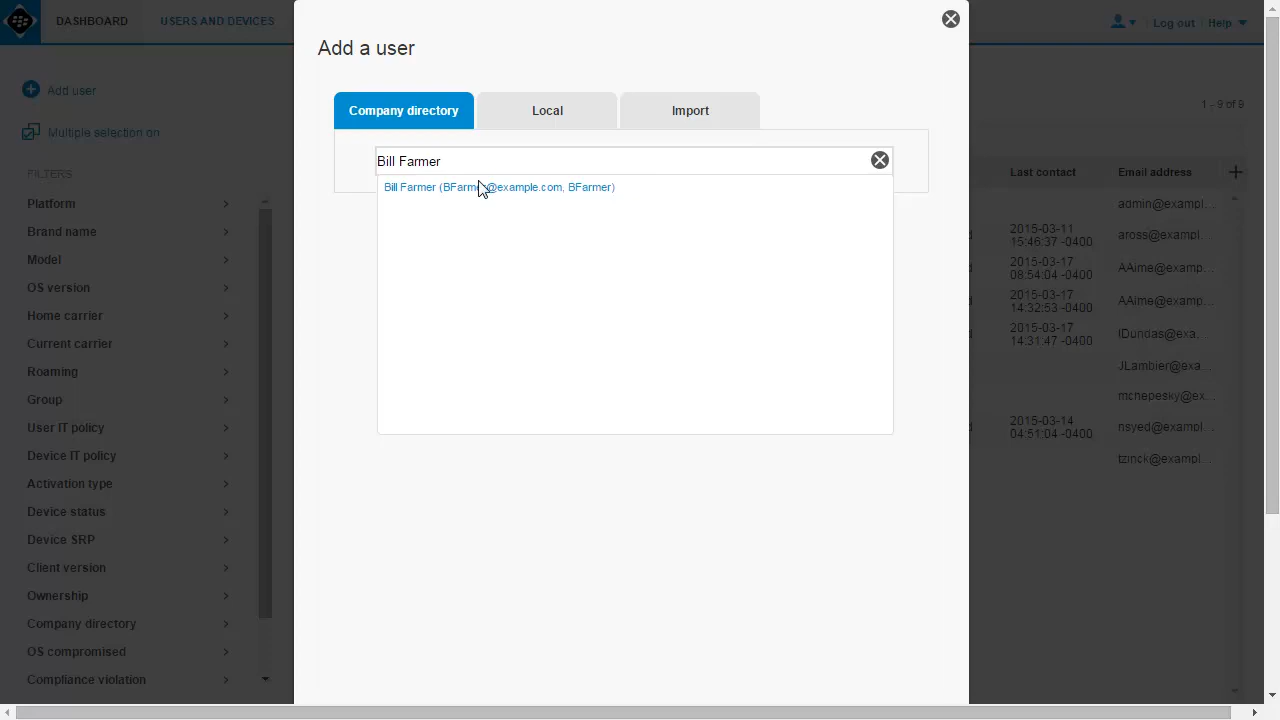 DASHBOARD
USERS AND DEVICES
Log out
Help
Add a user
Add user
Multiple selection on
Company directory
Local
Import
1 - 9 of 9
Bill Farmer
Bill Farmer (BFarmer@example.com, BFarmer)
FILTERS
Platform
Brand name
Model
OS version
Home carrier
Current carrier
Roaming
Group
User IT policy
Device IT policy
Activation type
Device status
Device SRP
Client version
Ownership
Company directory
OS compromised
Compliance violation
Last contact
Email address
admin@exampl...
2015-03-11
15:46:37 -0400
aross@exampl...
2015-03-17
08:54:04 -0400
AAime@examp...
2015-03-17
14:32:53 -0400
AAime@examp...
2015-03-17
14:31:47 -0400
IDundas@exa...
JLambier@exa...
mchepesky@ex...
2015-03-14
04:51:04 -0400
nsyed@exampl...
tzinck@exampl...